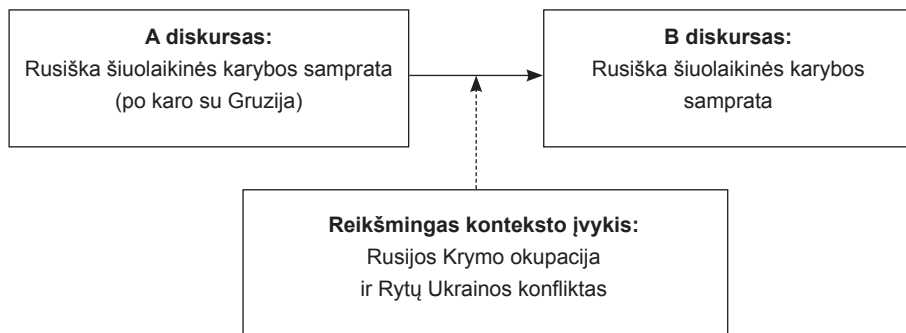 A diskursas:
Rusiška šiuolaikinės karybos samprata
(po karo su Gruzija)
B diskursas:
Rusiška šiuolaikinės karybos
samprata
Reikšmingas konteksto įvykis:
Rusijos Krymo okupacija
ir Rytų Ukrainos konfliktas